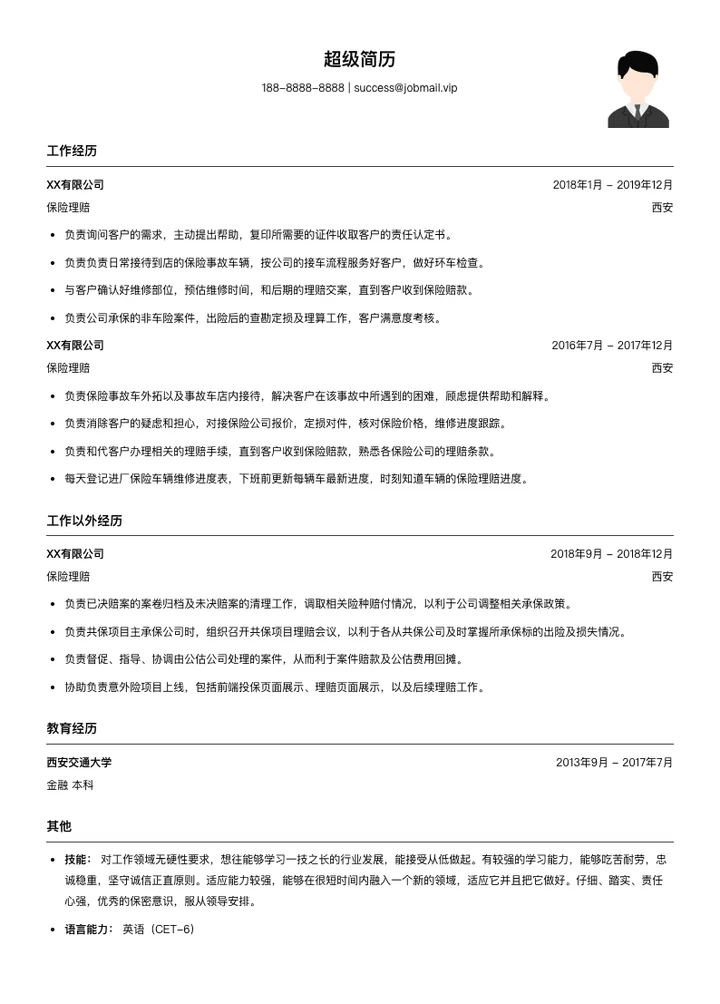 超级简历
188-8888-8888 | success@jobmail.vip
工作经历
XX有限公司 2018年1月 – 2019年12月
保险理赔 西安
• 负责询问客户的需求，主动提出帮助，复印所需要的证件收取客户的责任认定书。
• 负责负责日常接待到店的保险事故车辆，按公司的接车流程服务好客户，做好环车检查。
• 与客户确认好维修部位，预估维修时间，和后期的理赔交案，直到客户收到保险赔款。
• 负责公司承保的非车险案件，出险后的查勘定损及理算工作，客户满意度考核。
XX有限公司 2016年7月 – 2017年12月
保险理赔 西安
• 负责保险事故车外拓以及事故车店内接待，解决客户在该事故中所遇到的困难，顾虑提供帮助和解释。
• 负责消除客户的疑虑和担心，对接保险公司报价，定损对件，核对保险价格，维修进度跟踪。
• 负责和代客户办理相关的理赔手续，直到客户收到保险赔款，熟悉各保险公司的理赔条款。
• 每天登记进厂保险车辆维修进度表，下班前更新每辆车最新进度，时刻知道车辆的保险理赔进度。
工作以外经历
XX有限公司 2018年9月 – 2018年12月
保险理赔 西安
• 负责已决赔案的案卷归档及未决赔案的清理工作，调取相关险种赔付情况，以利于公司调整相关承保政策。
• 负责共保项目主承保公司时，组织召开共保项目理赔会议，以利于各从共保公司及时掌握所承保标的出险及损失情况。
• 负责督促、指导、协调由公估公司处理的案件，从而利于案件赔款及公估费用回摊。
• 协助负责意外险项目上线，包括前端投保页面展示、理赔页面展示，以及后续理赔工作。
教育经历
西安交通大学 2013年9月 – 2017年7月
金融 本科
其他
• 技能： 对工作领域无硬性要求，想往能够学习一技之长的行业发展，能接受从低做起。有较强的学习能力，能够吃苦耐劳，忠
诚稳重，坚守诚信正直原则。适应能力较强，能够在很短时间内融入一个新的领域，适应它并且把它做好。仔细、踏实、责任
心强，优秀的保密意识，服从领导安排。
• 语言能力： 英语（CET-6）